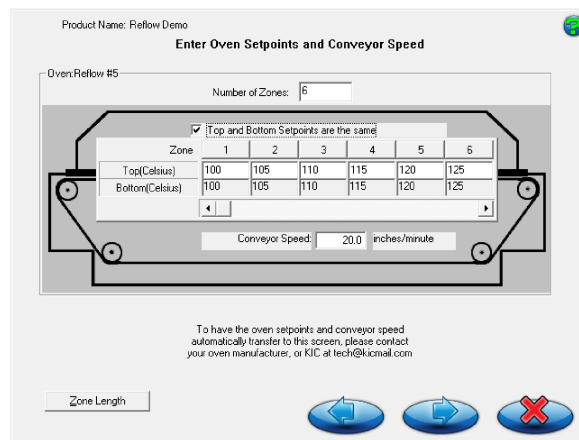 Product Name: Reflow Demo
Enter Oven Setpoints and Conveyor Speed
Oven:Reflow #5
Number of Zones: 6
Top and Bottom Setpoints are the same
Zone 1 2 3 4 5 6
Top(Celsius) 100 105 110 115 120 125
Bottom(Celsius) 100 105 110 115 120 125
Conveyor Speed: 20.0 inches/minute
To have the oven setpoints and conveyor speed
automatically transfer to this screen, please contact
your oven manufacturer, or KIC at tech@kicmail.com
Zone Length